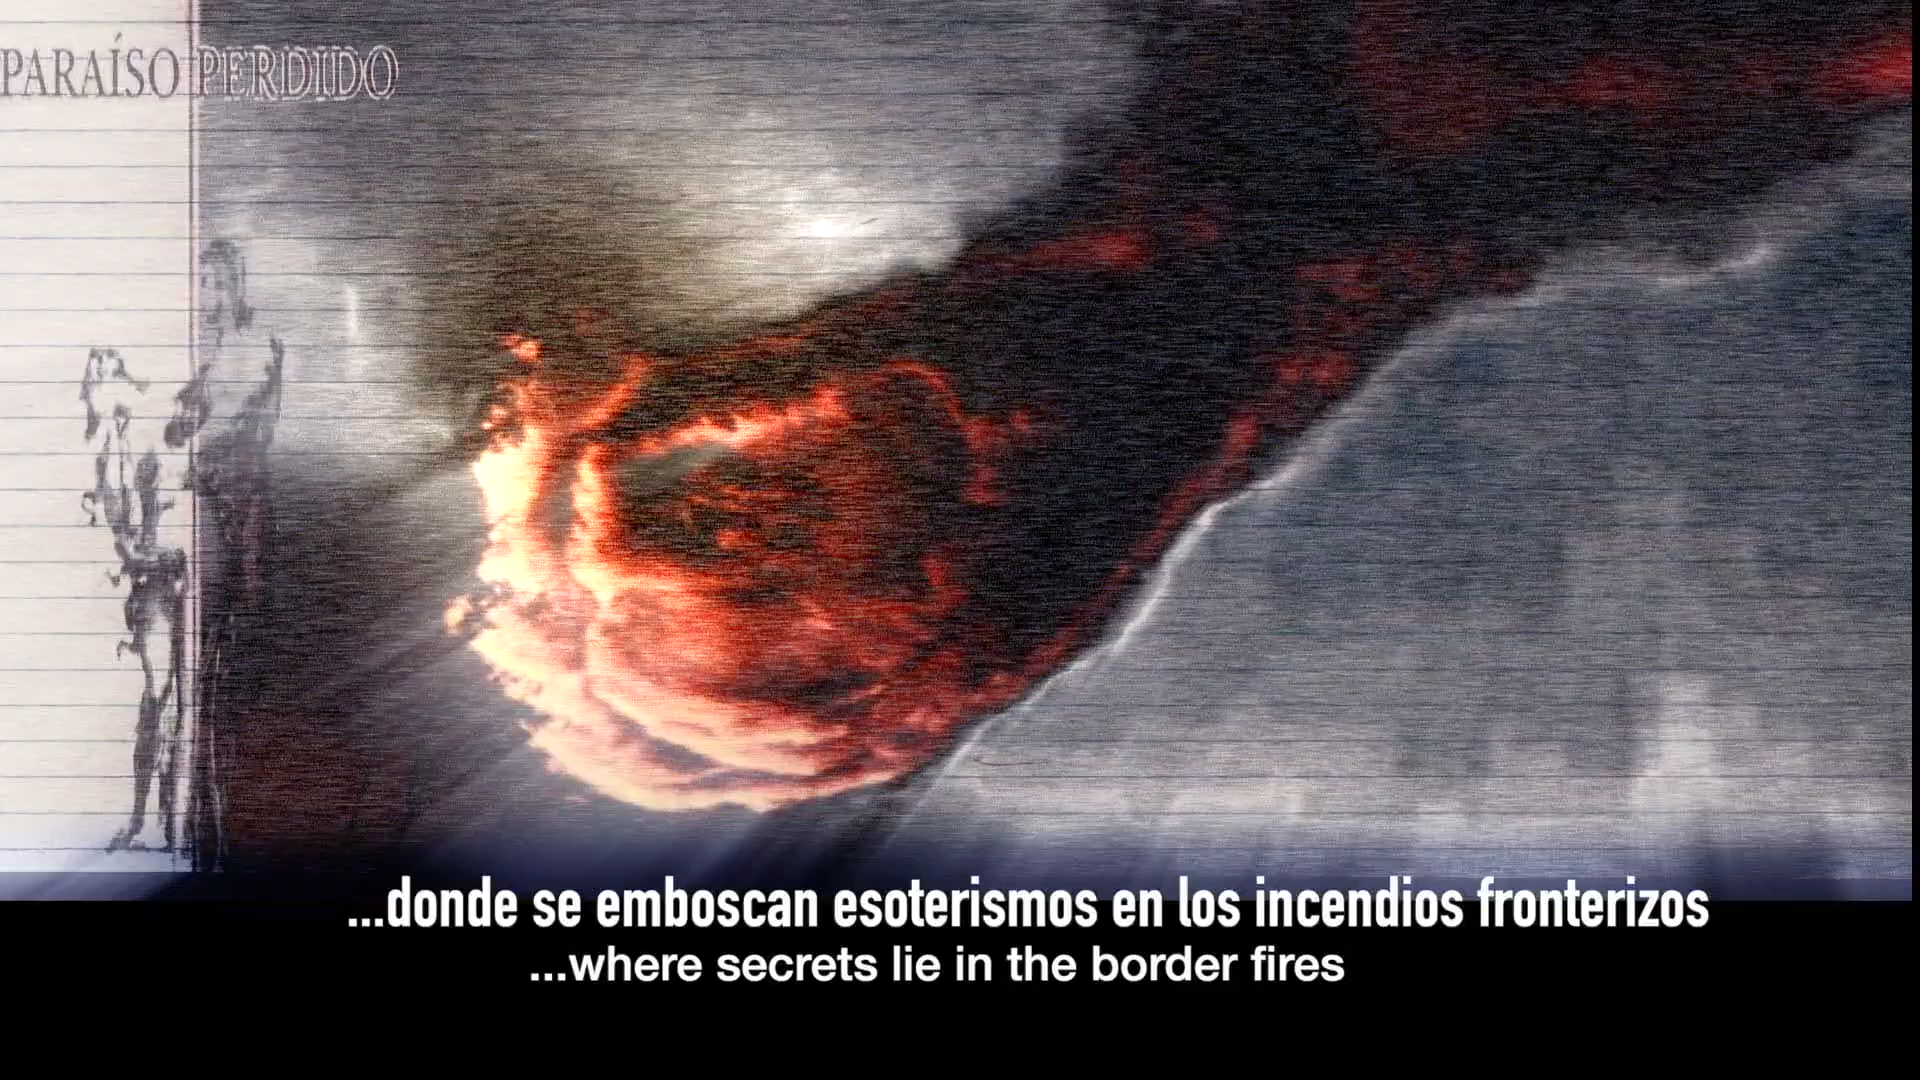 PARAÍSO PERDIDO
...donde se emboscan esoterismos en los incendios fronterizos
...where secrets lie in the border fires